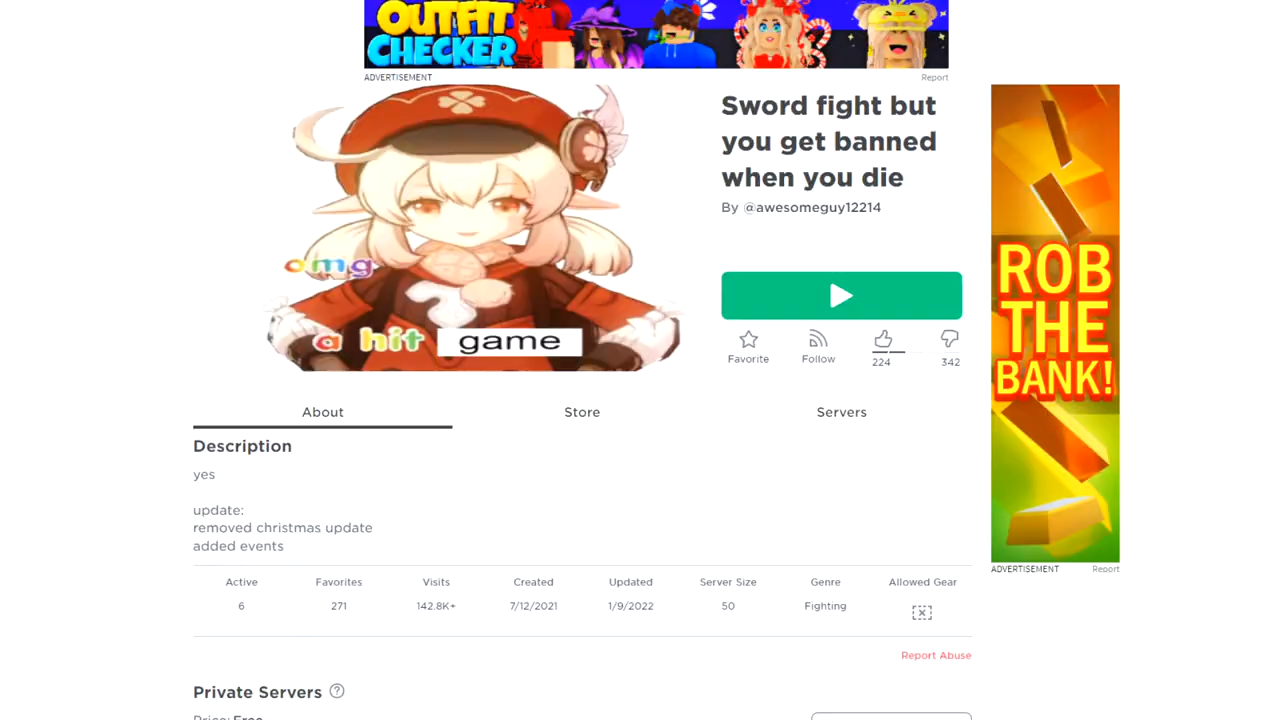 OUTFIT
CHECKER
ADVERTISEMENT
Report
omg
a hit game
Sword fight but
you get banned
when you die
By @awesomeguy12214
Favorite
Follow
224
342
ROB
THE
BANK!
ADVERTISEMENT
Report
About
Store
Servers
Description
yes
update:
removed christmas update
added events
Active
Favorites
Visits
Created
Updated
Server Size
Genre
Allowed Gear
6
271
142.8K+
7/12/2021
1/9/2022
50
Fighting
Report Abuse
Private Servers
Price: Free